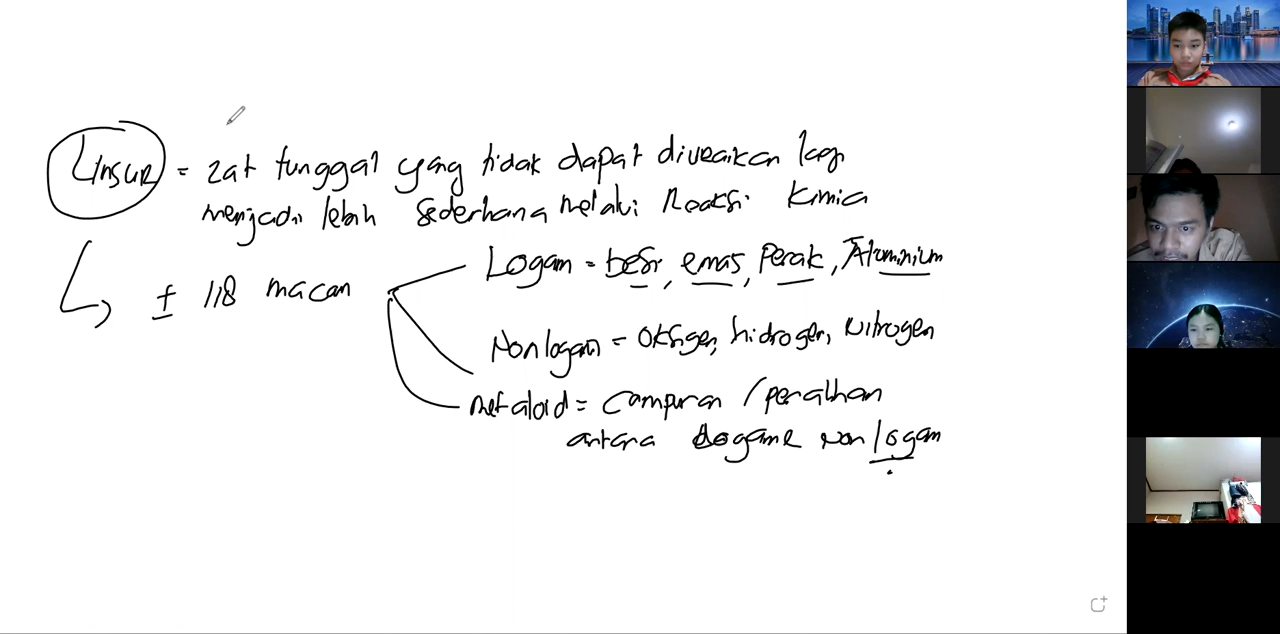 Unsur = zat tunggal yang tidak dapat diuraikan lagi
menjadi lebih sederhana melalui Reaksi Kimia
± 118 macam
Logam = besi, emas, Perak, Aluminium
Nonlogam = Oksigen, hidrogen, Nitrogen
metaloid = Campuran / peralihan
antara logam & Non logam